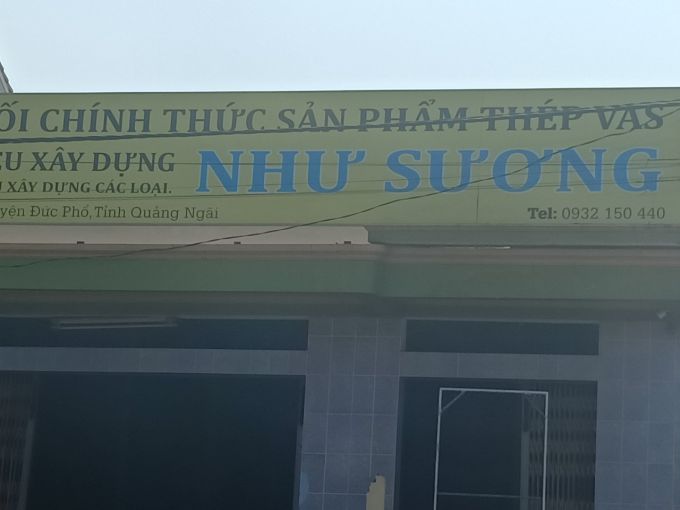 ỐI CHÍNH THỨC SẢN PHẨM THÉP VAS
ỆU XÂY DỰNG
NHƯ SƯƠNG
XÂY DỰNG CÁC LOẠI.
yện Đức Phổ, Tỉnh Quảng Ngãi
Tel: 0932 150 440